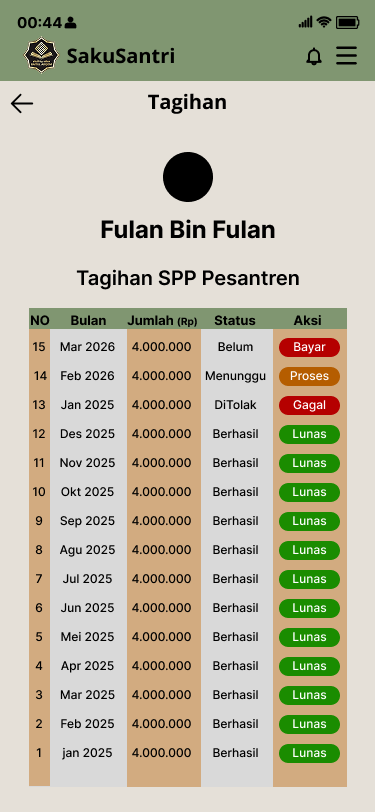 00:44
SakuSantri
Tagihan
Fulan Bin Fulan
Tagihan SPP Pesantren
NO Bulan Jumlah (Rp) Status Aksi
15 Mar 2026 4.000.000 Belum Bayar
14 Feb 2026 4.000.000 Menunggu Proses
13 Jan 2025 4.000.000 DiTolak Gagal
12 Des 2025 4.000.000 Berhasil Lunas
11 Nov 2025 4.000.000 Berhasil Lunas
10 Okt 2025 4.000.000 Berhasil Lunas
9 Sep 2025 4.000.000 Berhasil Lunas
8 Agu 2025 4.000.000 Berhasil Lunas
7 Jul 2025 4.000.000 Berhasil Lunas
6 Jun 2025 4.000.000 Berhasil Lunas
5 Mei 2025 4.000.000 Berhasil Lunas
4 Apr 2025 4.000.000 Berhasil Lunas
3 Mar 2025 4.000.000 Berhasil Lunas
2 Feb 2025 4.000.000 Berhasil Lunas
1 jan 2025 4.000.000 Berhasil Lunas